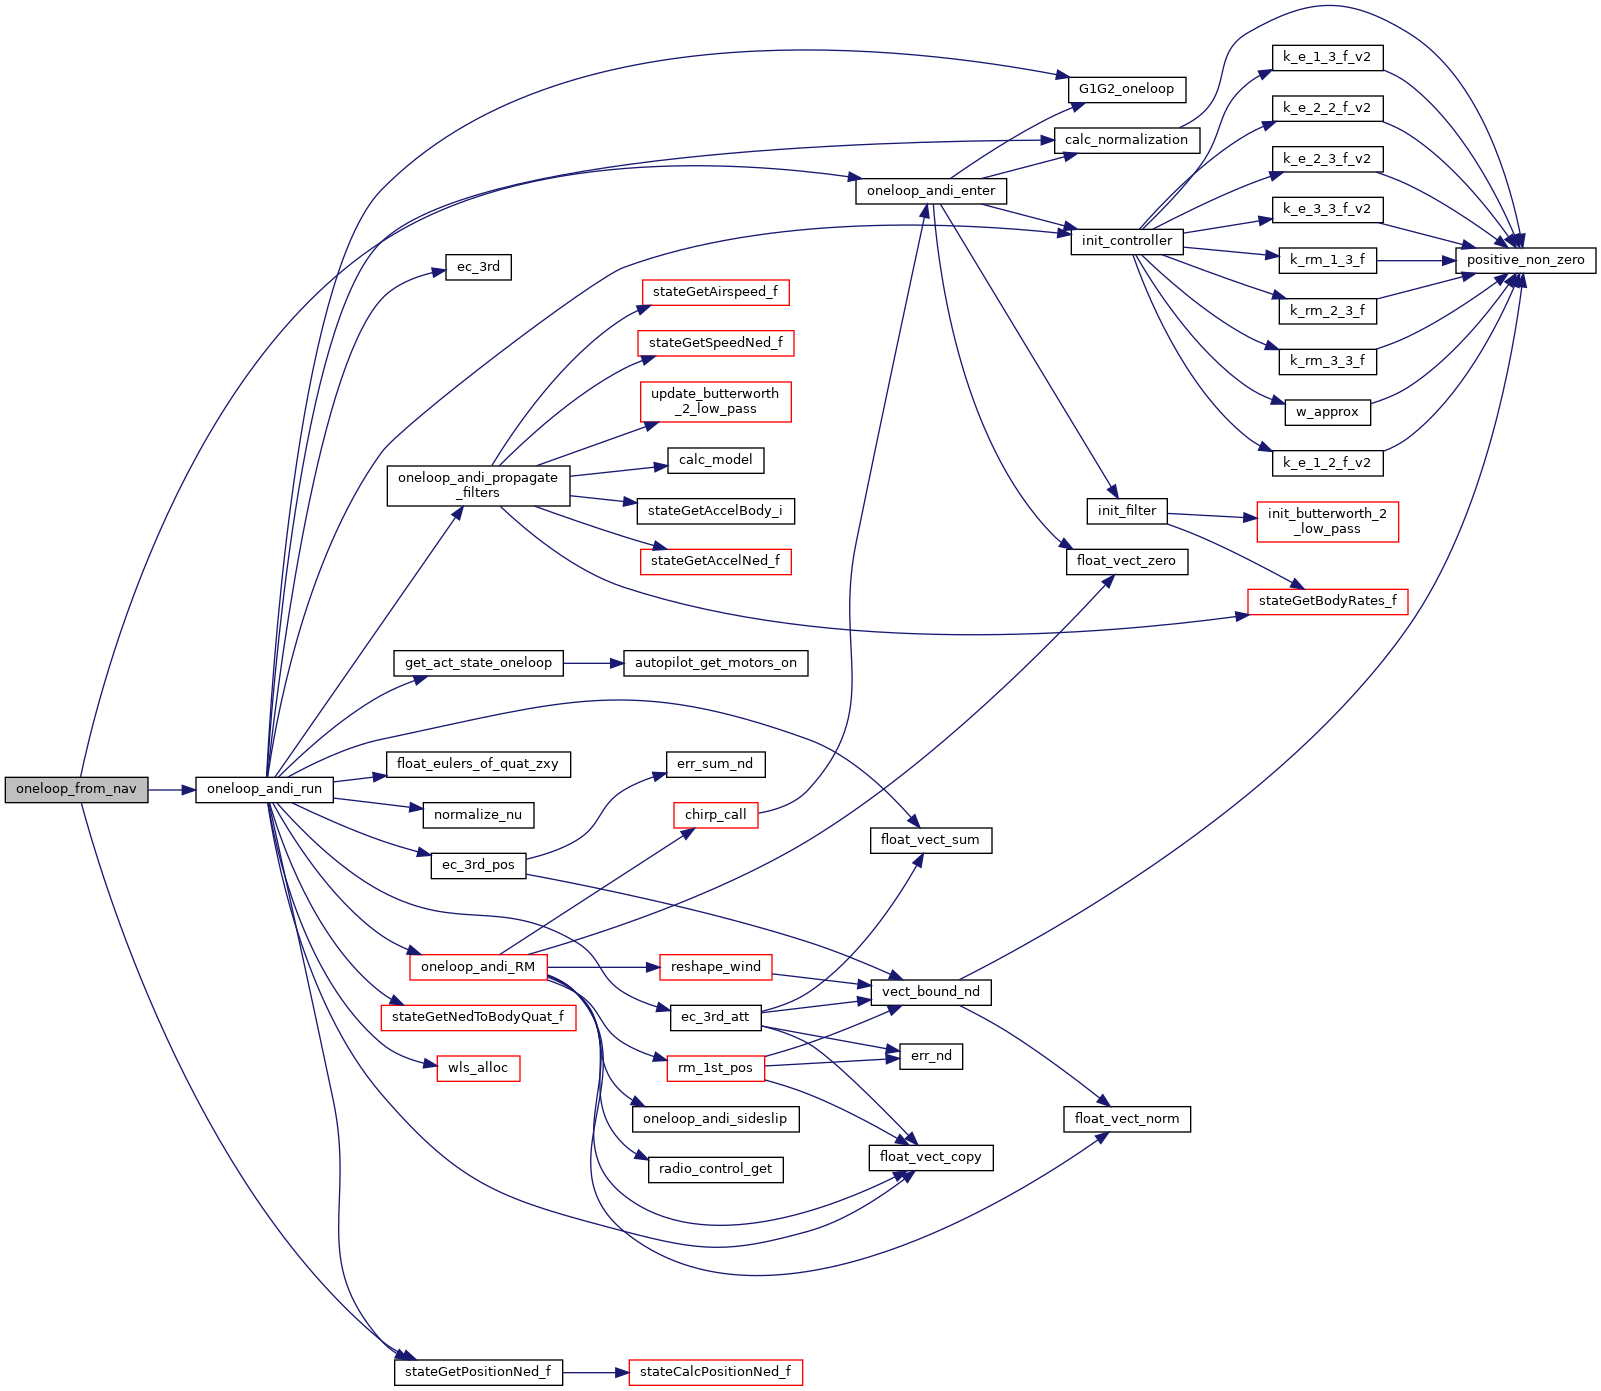 k_e_1_3_f_v2
G1G2_oneloop
k_e_2_2_f_v2
calc_normalization
k_e_2_3_f_v2
oneloop_andi_enter
k_e_3_3_f_v2
init_controller
positive_non_zero
k_rm_1_3_f
ec_3rd
stateGetAirspeed_f
k_rm_2_3_f
stateGetSpeedNed_f
k_rm_3_3_f
update_butterworth
_2_low_pass
w_approx
calc_model
k_e_1_2_f_v2
oneloop_andi_propagate
_filters
stateGetAccelBody_i
init_filter
init_butterworth_2
_low_pass
stateGetAccelNed_f
float_vect_zero
stateGetBodyRates_f
get_act_state_oneloop
autopilot_get_motors_on
float_eulers_of_quat_zxy
err_sum_nd
oneloop_from_nav
oneloop_andi_run
normalize_nu
chirp_call
float_vect_sum
ec_3rd_pos
oneloop_andi_RM
reshape_wind
vect_bound_nd
stateGetNedToBodyQuat_f
ec_3rd_att
err_nd
wls_alloc
rm_1st_pos
oneloop_andi_sideslip
float_vect_norm
float_vect_copy
radio_control_get
stateGetPositionNed_f
stateCalcPositionNed_f